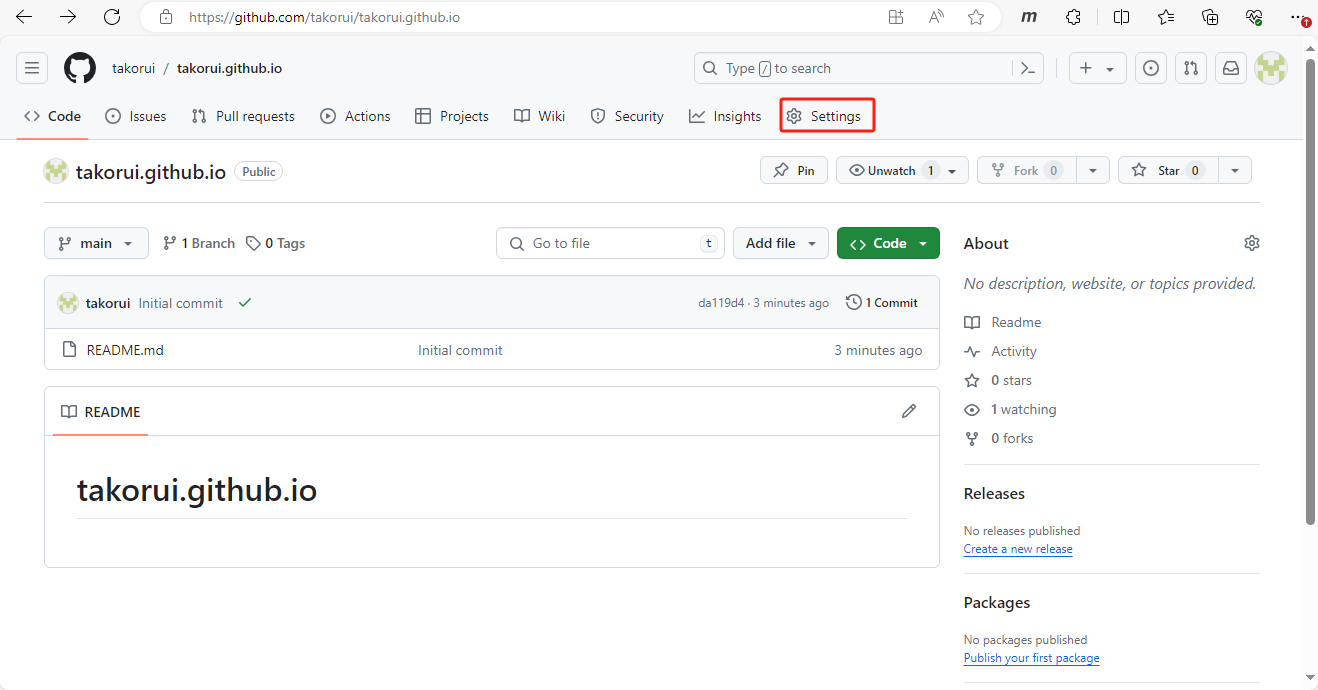 https://github.com/takorui/takorui.github.io
takorui / takorui.github.io
Type / to search
Code Issues Pull requests Actions Projects Wiki Security Insights Settings
takorui.github.io Public
Pin Unwatch 1 Fork 0 Star 0
main 1 Branch 0 Tags Go to file t Add file Code
takorui Initial commit da119d4 · 3 minutes ago 1 Commit
README.md Initial commit 3 minutes ago
README
takorui.github.io
About
No description, website, or topics provided.
Readme
Activity
0 stars
1 watching
0 forks
Releases
No releases published
Create a new release
Packages
No packages published
Publish your first package